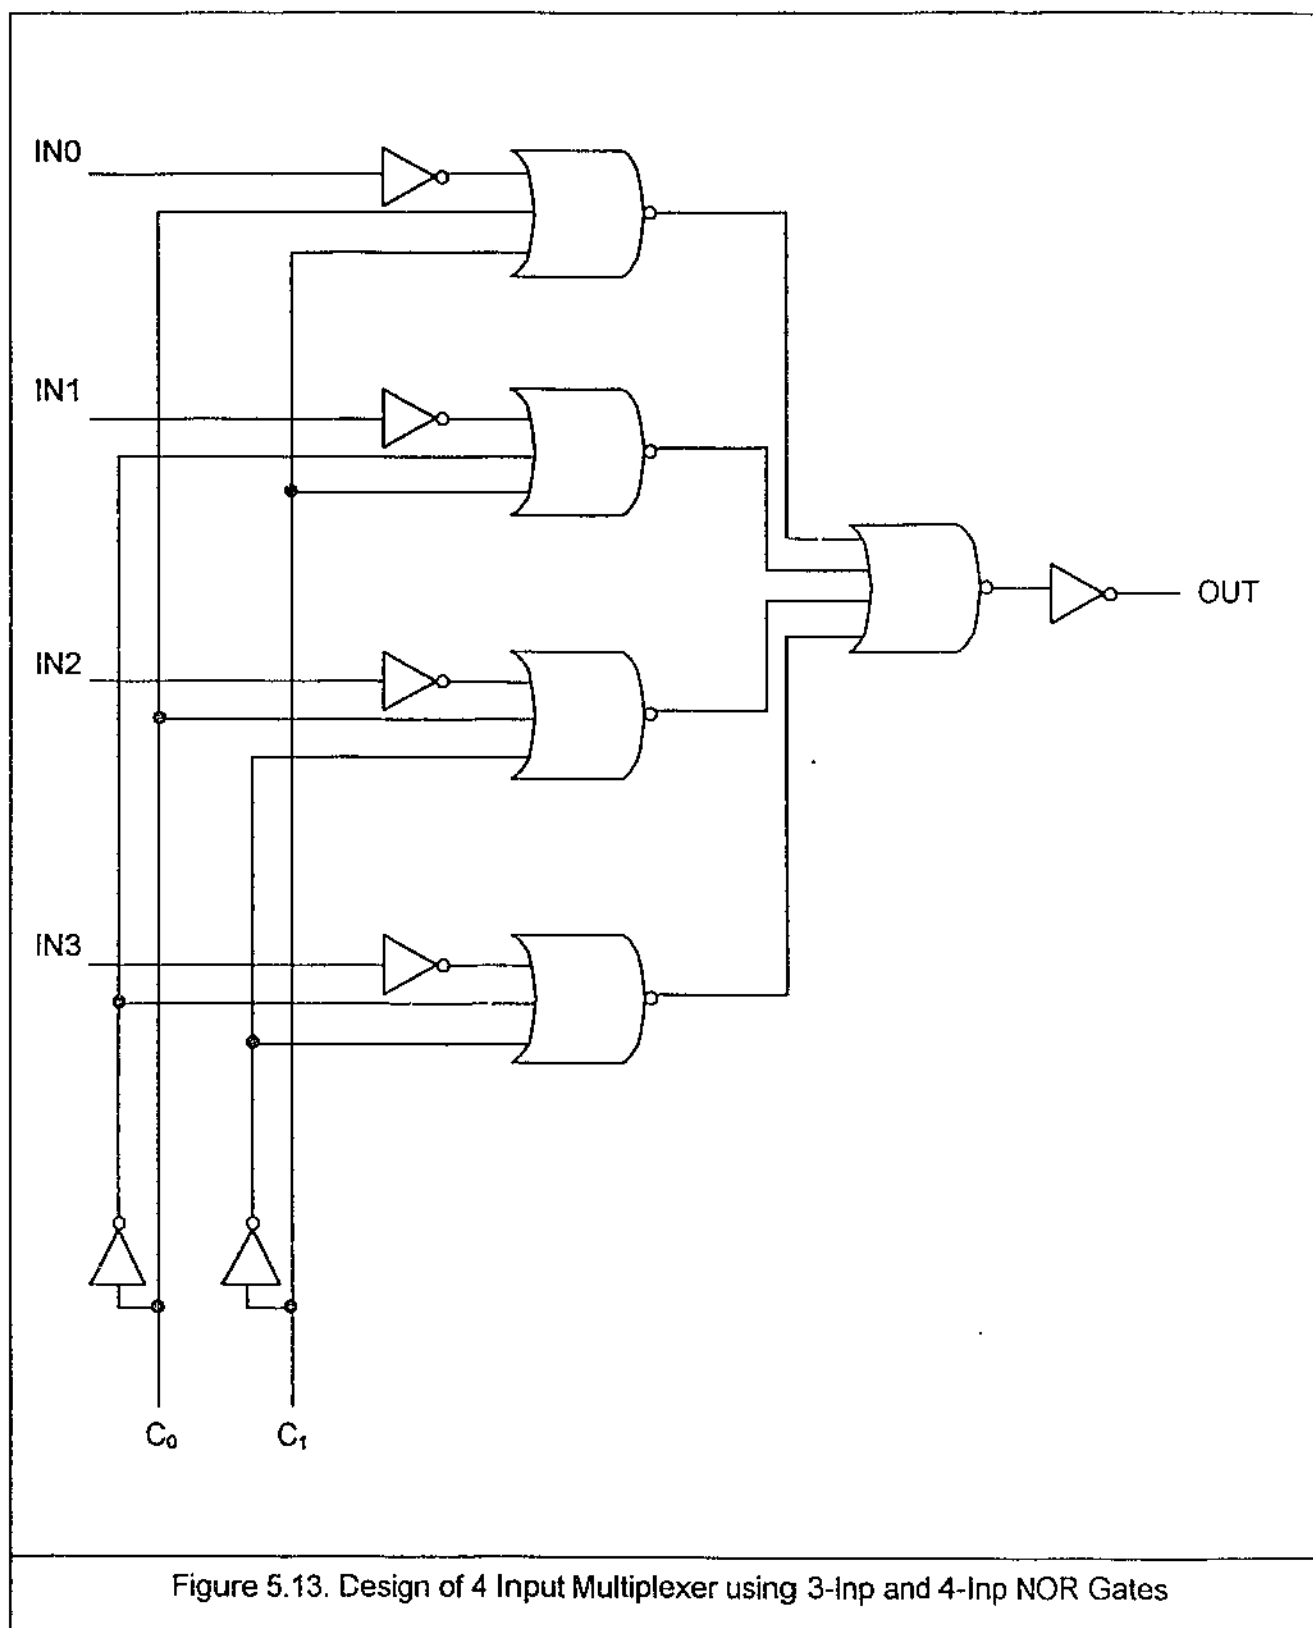 IN0
IN1
IN2
IN3
OUT
C₀
C₁
Figure 5.13. Design of 4 Input Multiplexer using 3-Inp and 4-Inp NOR Gates